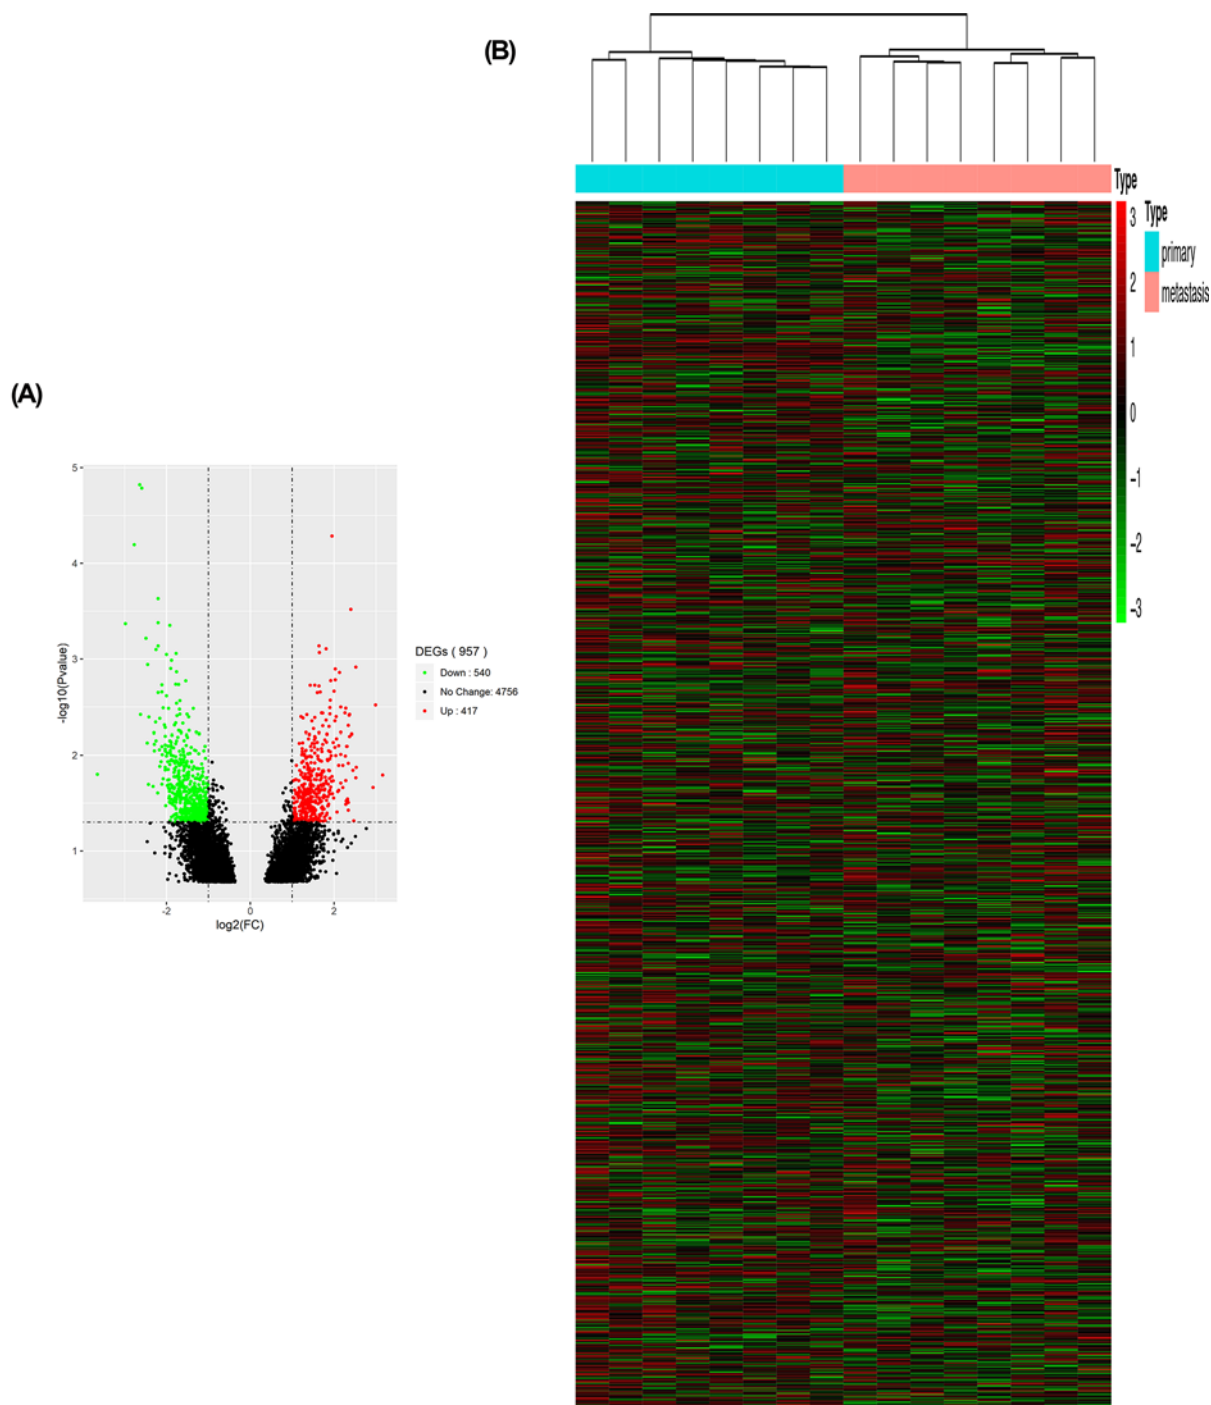 (B)
Type
3
2
1
0
-1
-2
-3
Type
primary
metastasis
(A)
5
4
3
2
1
-log10(Pvalue)
-2
0
2
log2(FC)
DEGs ( 957 )
Down : 540
No Change: 4756
Up : 417